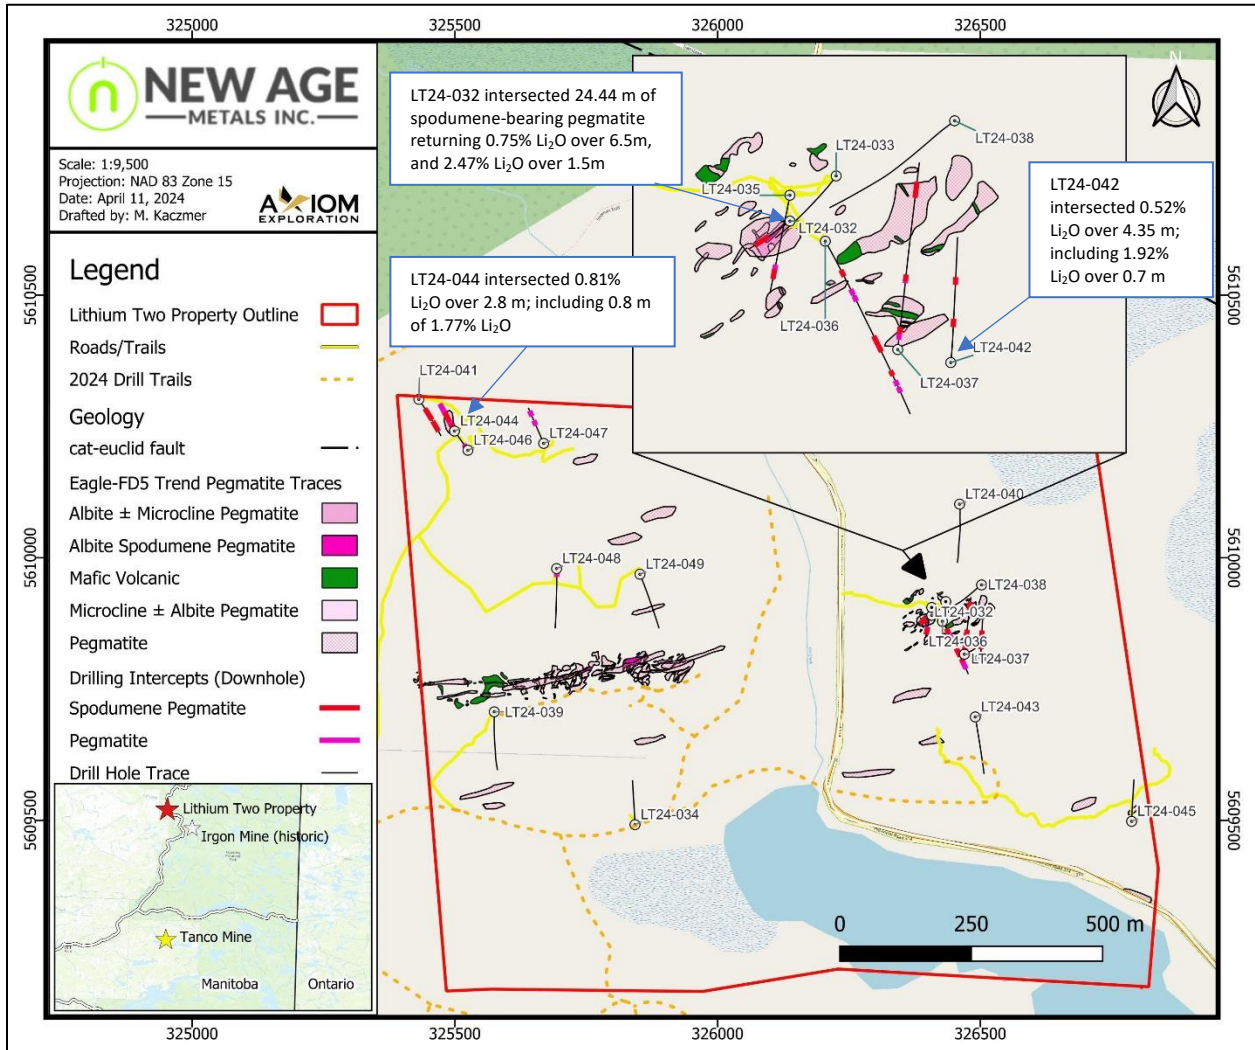 325000
325500
326000
326500
NEW AGE
METALS INC.
Scale: 1:9,500
Projection: NAD 83 Zone 15
Date: April 11, 2024
Drafted by: M. Kaczmer
AXIOM
EXPLORATION
Legend
Lithium Two Property Outline
Roads/Trails
2024 Drill Trails
Geology
cat-euclid fault
Eagle-FD5 Trend Pegmatite Traces
Albite ± Microcline Pegmatite
Albite Spodumene Pegmatite
Mafic Volcanic
Microcline ± Albite Pegmatite
Pegmatite
Drilling Intercepts (Downhole)
Spodumene Pegmatite
Pegmatite
Drill Hole Trace
Lithium Two Property
Irgon Mine (historic)
Tanco Mine
Manitoba
Ontario
LT24-032 intersected 24.44 m of
spodumene-bearing pegmatite
returning 0.75% Li₂O over 6.5m,
and 2.47% Li₂O over 1.5m
LT24-044 intersected 0.81%
Li₂O over 2.8 m; including 0.8 m
of 1.77% Li₂O
LT24-042
intersected 0.52%
Li₂O over 4.35 m;
including 1.92%
Li₂O over 0.7 m
N
LT24-038
LT24-033
LT24-035
LT24-032
LT24-036
LT24-042
LT24-037
LT24-041
LT24-044
LT24-046
LT24-047
LT24-040
LT24-048
LT24-049
LT24-038
LT24-032
LT24-036
LT24-037
LT24-039
LT24-043
LT24-034
LT24-045
0
250
500 m
5610500
5610000
5609500
5610500
5610000
5609500
325000
325500
326000
326500